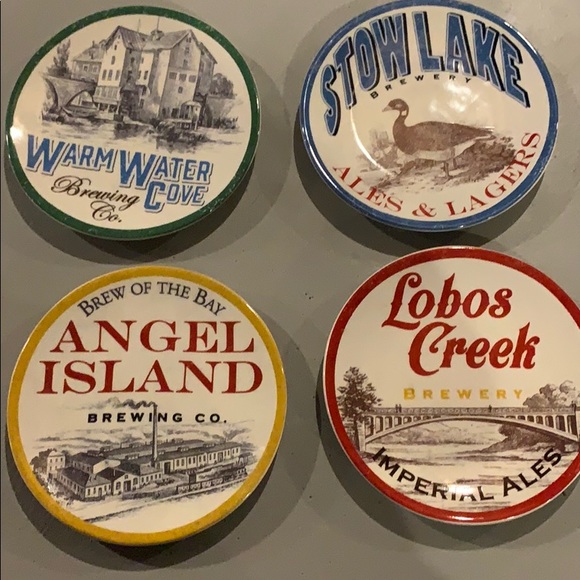 WARM WATER
Brewing
COVE
Co.
STOW LAKE
BREWERY
ALES & LAGERS
BREW OF THE BAY
ANGEL
ISLAND
BREWING CO.
Lobos
Creek
BREWERY
IMPERIAL ALES